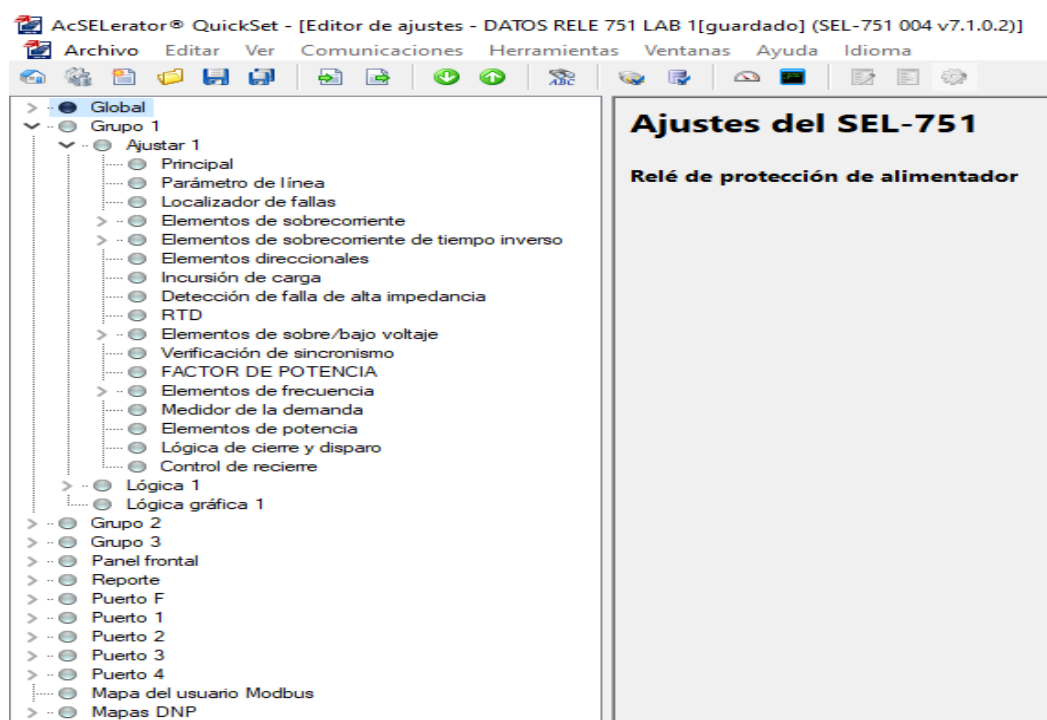 AcSELerator® QuickSet - [Editor de ajustes - DATOS RELE 751 LAB 1[guardado] (SEL-751 004 v7.1.0.2)]
Archivo Editar Ver Comunicaciones Herramientas Ventanas Ayuda Idioma
ABC
Global
Grupo 1
Ajustar 1
Principal
Parámetro de línea
Localizador de fallas
Elementos de sobrecorriente
Elementos de sobrecorriente de tiempo inverso
Elementos direccionales
Incursión de carga
Detección de falla de alta impedancia
RTD
Elementos de sobre/bajo voltaje
Verificación de sincronismo
FACTOR DE POTENCIA
Elementos de frecuencia
Medidor de la demanda
Elementos de potencia
Lógica de cierre y disparo
Control de recierre
Lógica 1
Lógica gráfica 1
Grupo 2
Grupo 3
Panel frontal
Reporte
Puerto F
Puerto 1
Puerto 2
Puerto 3
Puerto 4
Mapa del usuario Modbus
Mapas DNP
Ajustes del SEL-751
Relé de protección de alimentador